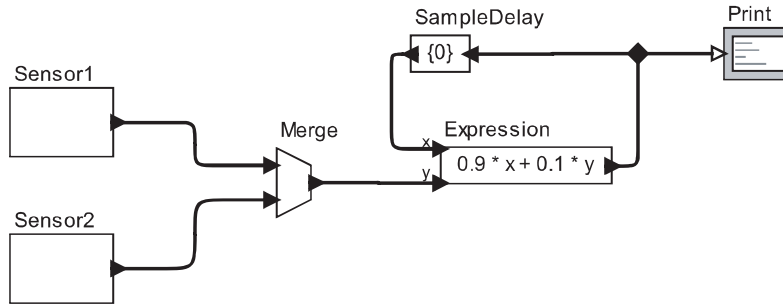 SampleDelay
Print
{0}
Sensor1
Merge
Expression
x
0.9 * x + 0.1 * y
y
Sensor2